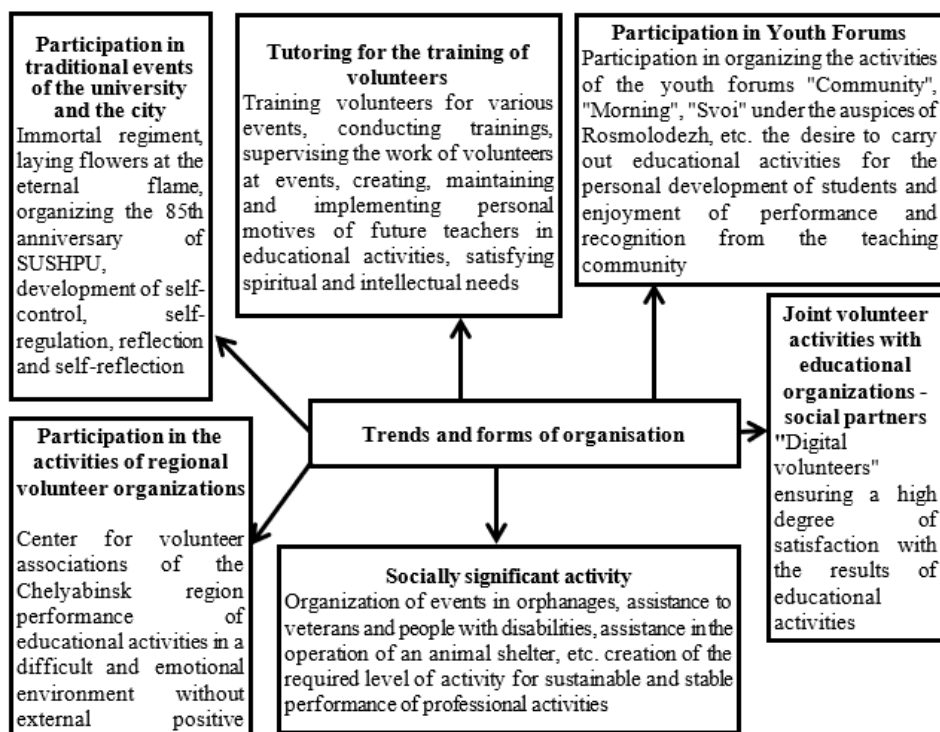 Participation in
traditional events
of the university
and the city
Immortal regiment,
laying flowers at the
eternal flame,
organizing the 85th
anniversary of
SUSHPU,
development of self-
control, self-
regulation, reflection
and self-reflection
Tutoring for the training of
volunteers
Training volunteers for various
events, conducting trainings,
supervising the work of volunteers
at events, creating, maintaining
and implementing personal
motives of future teachers in
educational activities, satisfying
spiritual and intellectual needs
Participation in Youth Forums
Participation in organizing the activities
of the youth forums "Community",
"Morning", "Svoi" under the auspices of
Rosmolodezh, etc. the desire to carry
out educational activities for the
personal development of students and
enjoyment of performance and
recognition from the teaching
community
Trends and forms of organisation
Joint volunteer
activities with
educational
organizations -
social partners
"Digital
volunteers"
ensuring a high
degree of
satisfaction with
the results of
educational
activities
Participation in the
activities of regional
volunteer organizations
Center for volunteer
associations of the
Chelyabinsk region
performance of
educational activities in a
difficult and emotional
environment without
external positive
Socially significant activity
Organization of events in orphanages, assistance to
veterans and people with disabilities, assistance in the
operation of an animal shelter, etc. creation of the
required level of activity for sustainable and stable
performance of professional activities